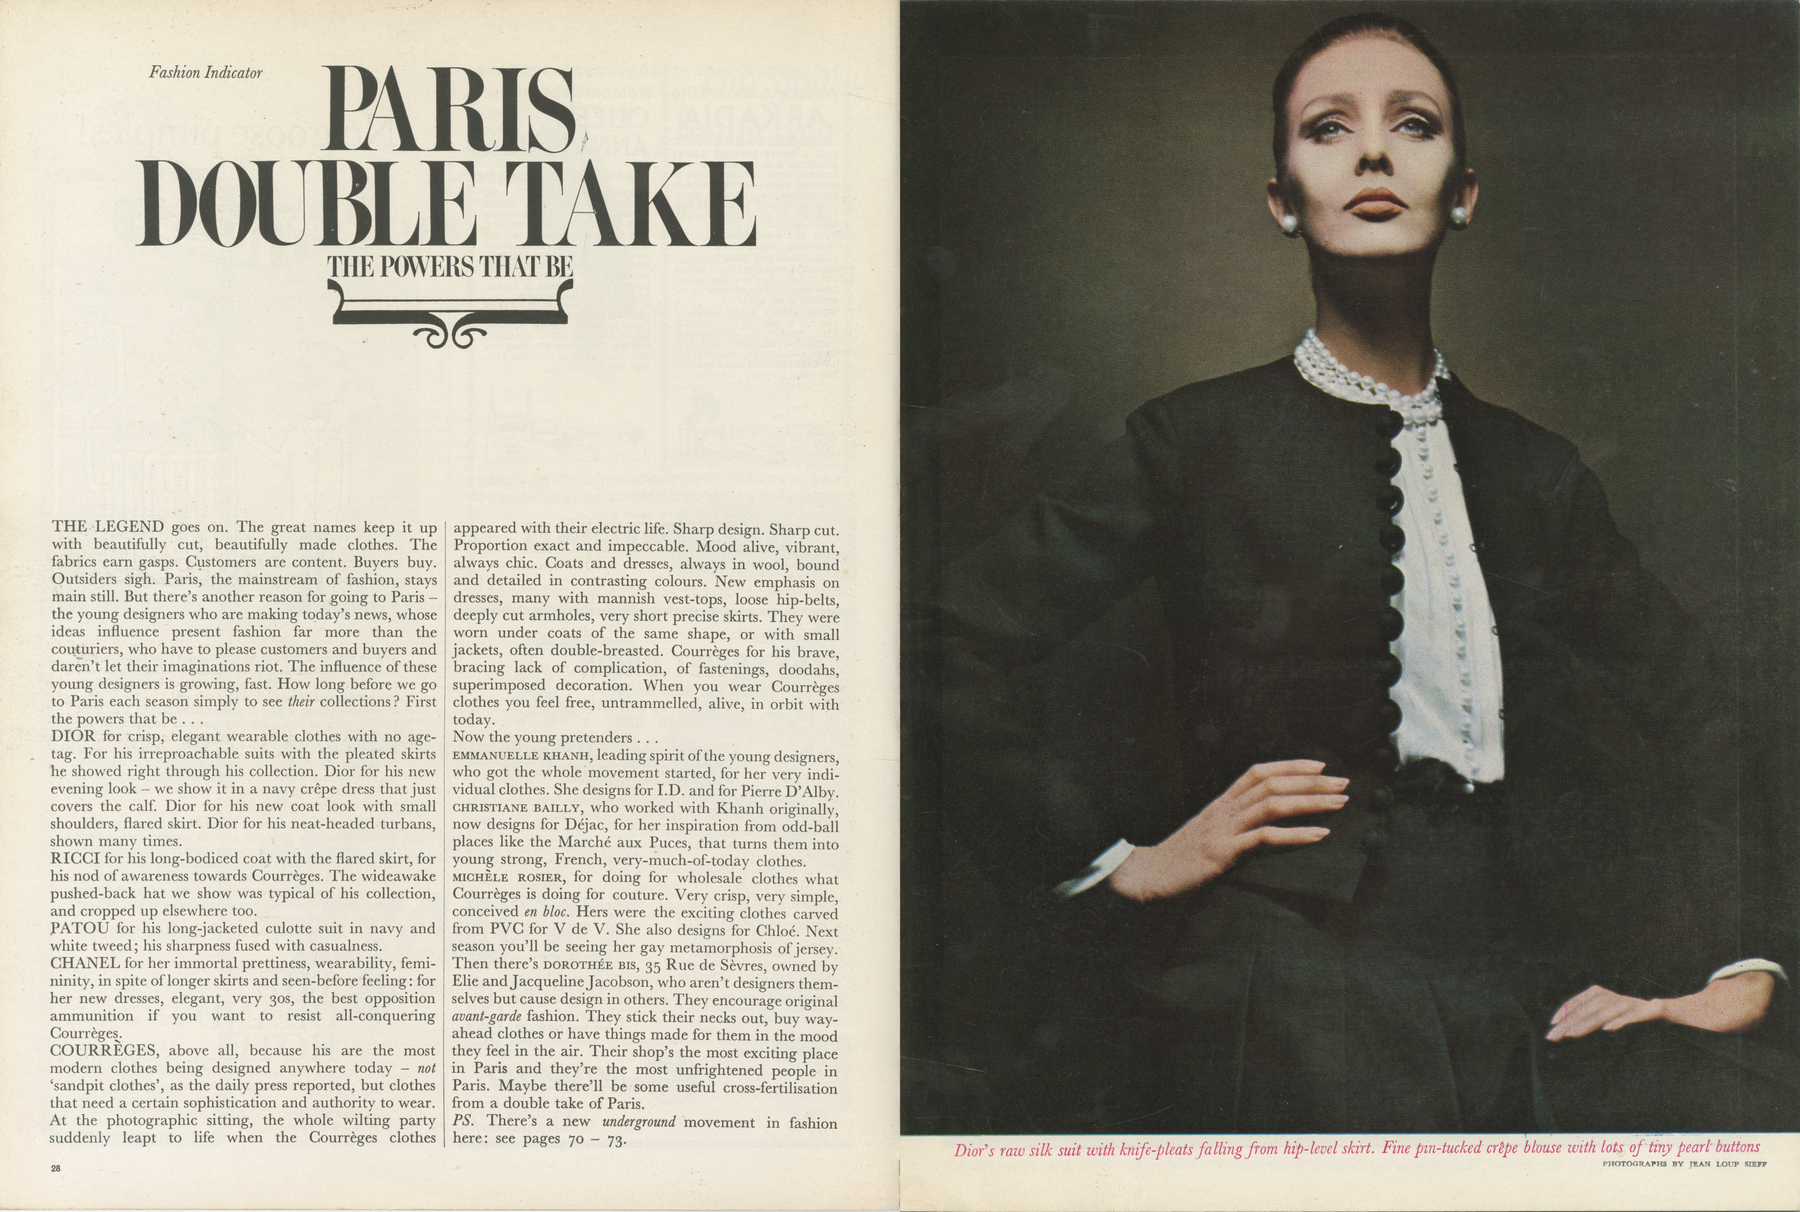 Fashion Indicator
PARIS,
DOUBLE TAKE
THE POWERS THAT BE
THE LEGEND goes on. The great names keep it up
with beautifully cut, beautifully made clothes. The
fabrics earn gasps. Customers are content. Buyers buy.
Outsiders sigh. Paris, the mainstream of fashion, stays
main still. But there's another reason for going to Paris –
the young designers who are making today's news, whose
ideas influence present fashion far more than the
couturiers, who have to please customers and buyers and
daren't let their imaginations riot. The influence of these
young designers is growing, fast. How long before we go
to Paris each season simply to see their collections? First
the powers that be . . .
DIOR for crisp, elegant wearable clothes with no age-
tag. For his irreproachable suits with the pleated skirts
he showed right through his collection. Dior for his new
evening look – we show it in a navy crêpe dress that just
covers the calf. Dior for his new coat look with small
shoulders, flared skirt. Dior for his neat-headed turbans,
shown many times.
RICCI for his long-bodiced coat with the flared skirt, for
his nod of awareness towards Courrèges. The wideawake
pushed-back hat we show was typical of his collection,
and cropped up elsewhere too.
PATOU for his long-jacketed culotte suit in navy and
white tweed; his sharpness fused with casualness.
CHANEL for her immortal prettiness, wearability, femi-
ninity, in spite of longer skirts and seen-before feeling: for
her new dresses, elegant, very 30s, the best opposition
ammunition if you want to resist all-conquering
Courrèges.
COURRÈGES, above all, because his are the most
modern clothes being designed anywhere today – not
'sandpit clothes', as the daily press reported, but clothes
that need a certain sophistication and authority to wear.
At the photographic sitting, the whole wilting party
suddenly leapt to life when the Courrèges clothes
appeared with their electric life. Sharp design. Sharp cut.
Proportion exact and impeccable. Mood alive, vibrant,
always chic. Coats and dresses, always in wool, bound
and detailed in contrasting colours. New emphasis on
dresses, many with mannish vest-tops, loose hip-belts,
deeply cut armholes, very short precise skirts. They were
worn under coats of the same shape, or with small
jackets, often double-breasted. Courrèges for his brave,
bracing lack of complication, of fastenings, doodahs,
superimposed decoration. When you wear Courrèges
clothes you feel free, untrammelled, alive, in orbit with
today.
Now the young pretenders . . .
EMMANUELLE KHANH, leading spirit of the young designers,
who got the whole movement started, for her very indi-
vidual clothes. She designs for I.D. and for Pierre D'Alby.
CHRISTIANE BAILLY, who worked with Khanh originally,
now designs for Déjac, for her inspiration from odd-ball
places like the Marché aux Puces, that turns them into
young strong, French, very-much-of-today clothes.
MICHÈLE ROSIER, for doing for wholesale clothes what
Courrèges is doing for couture. Very crisp, very simple,
conceived en bloc. Hers were the exciting clothes carved
from PVC for V de V. She also designs for Chloé. Next
season you'll be seeing her gay metamorphosis of jersey.
Then there's DOROTHÉE BIS, 35 Rue de Sèvres, owned by
Elie and Jacqueline Jacobson, who aren't designers them-
selves but cause design in others. They encourage original
avant-garde fashion. They stick their necks out, buy way-
ahead clothes or have things made for them in the mood
they feel in the air. Their shop's the most exciting place
in Paris and they're the most unfrightened people in
Paris. Maybe there'll be some useful cross-fertilisation
from a double take of Paris.
PS. There's a new underground movement in fashion
here: see pages 70 – 73.
28
Dior's raw silk suit with knife-pleats falling from hip-level skirt. Fine pin-tucked crêpe blouse with lots of tiny pearl buttons
PHOTOGRAPHS BY JEAN LOUP SIEFF